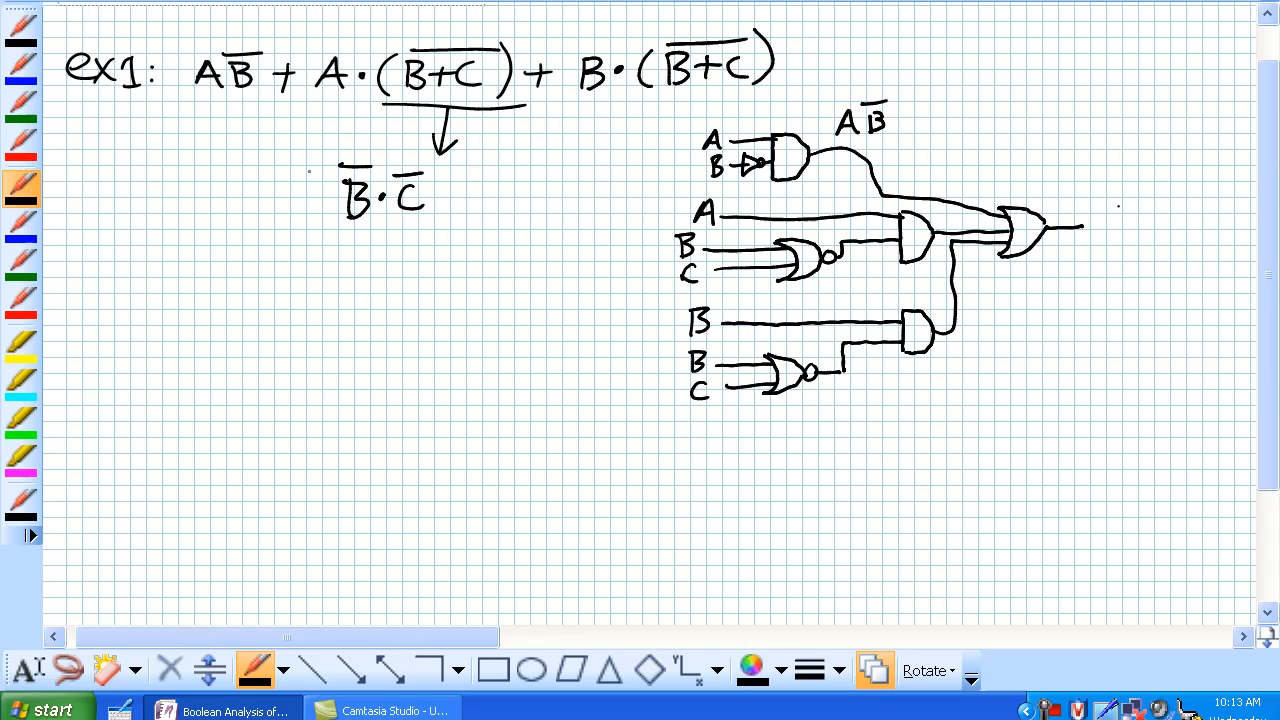 ex1: AB̅ + A·(B̅+̅C̅) + B·(B̅+̅C̅)
AB̅
A
B
B̅·C̅
A
B
C
B
B
C
Rotate
start
Boolean Analysis of...
Camtasia Studio - U...
10:13 AM